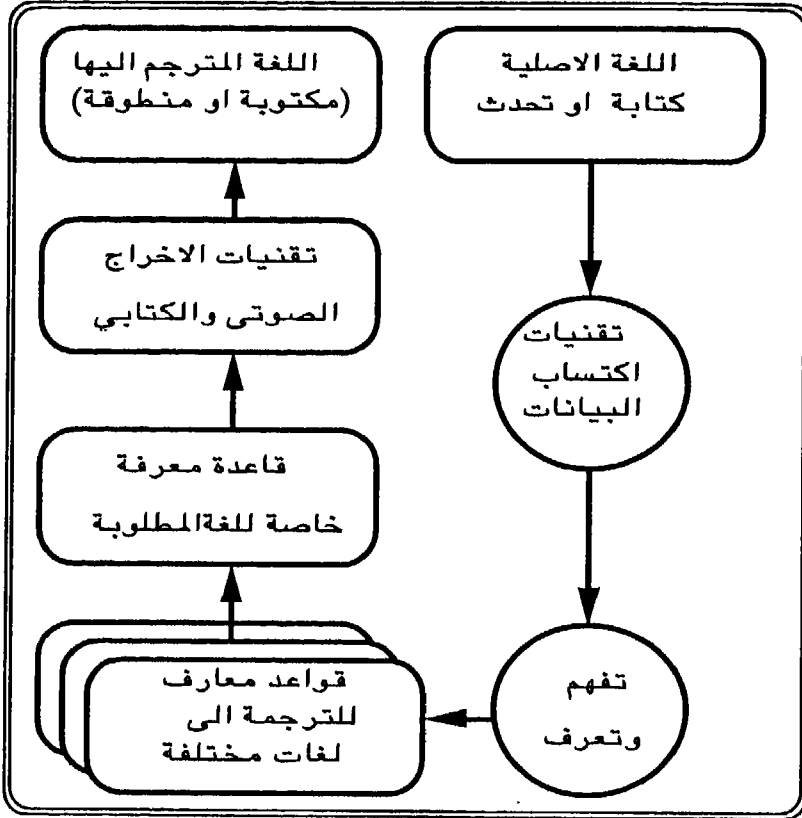 اللغة الاصلية
كتابة او تحدث
تقنيات
اكتساب
البيانات
تفهم
وتعرف
قواعد معارف
للترجمة الى
لغات مختلفة
قاعدة معرفة
خاصة للغةالمطلوبة
تقنيات الاخراج
الصوتى والكتابي
اللغة المترجم اليها
(مكتوبة او منطوقة)